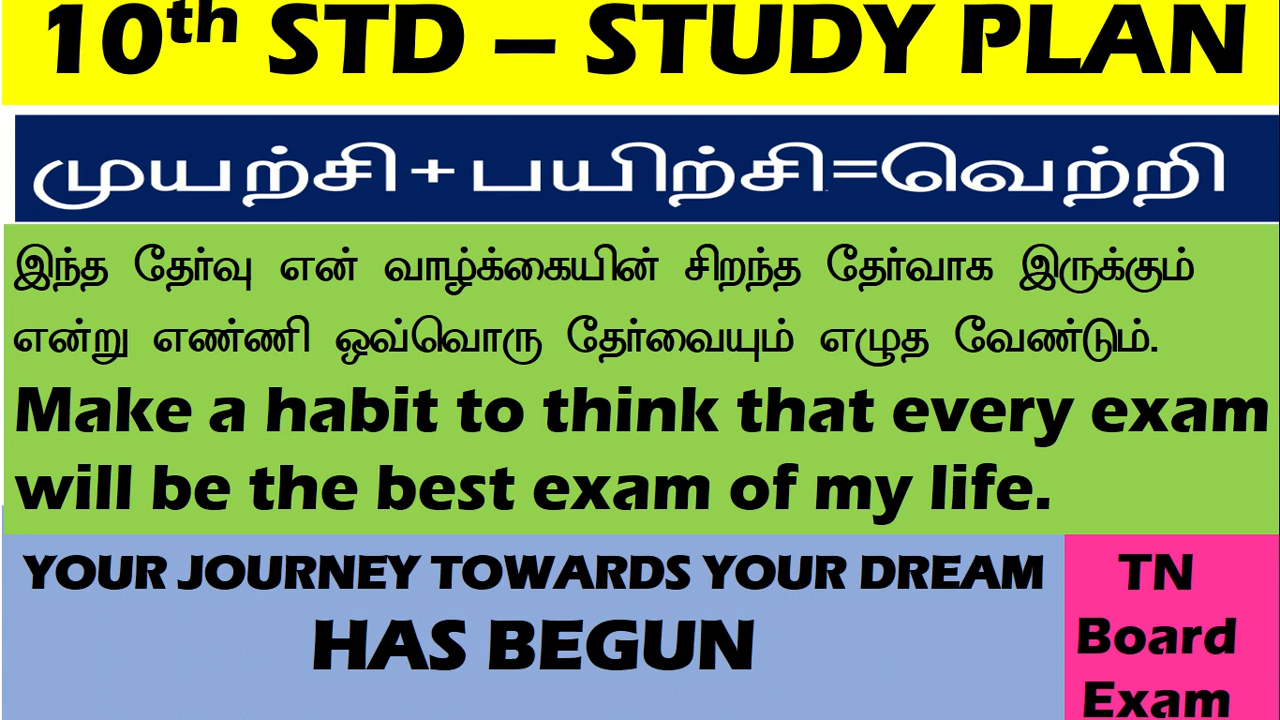 10th STD – STUDY PLAN
முயற்சி+பயிற்சி=வெற்றி
இந்த தேர்வு என் வாழ்க்கையின் சிறந்த தேர்வாக இருக்கும்
என்று எண்ணி ஒவ்வொரு தேர்வையும் எழுத வேண்டும்.
Make a habit to think that every exam
will be the best exam of my life.
YOUR JOURNEY TOWARDS YOUR DREAM
HAS BEGUN
TN
Board
Exam